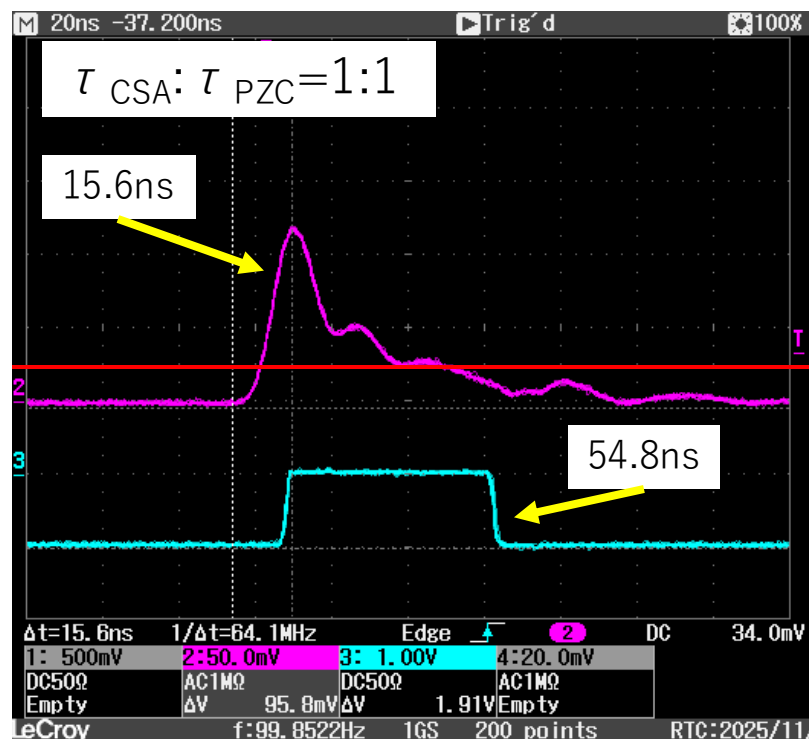 M 20ns -37.200ns Trig´d 100%
τ CSA: τ PZC=1:1
15.6ns
T
2
3
54.8ns
Δt=15.6ns 1/Δt=64.1MHz Edge 2 DC 34.0mV
1: 500mV 2:50.0mV 3: 1.00V 4:20.0mV
DC50Ω AC1MΩ DC50Ω AC1MΩ
Empty ΔV 95.8mV ΔV 1.91V Empty
LeCroy f:99.8522Hz 1GS 200 points RTC:2025/11